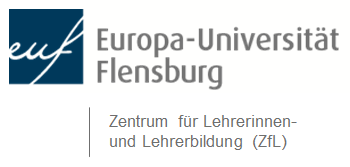 euf
Europa-Universität
Flensburg
Zentrum für Lehrerinnen-
und Lehrerbildung (ZfL)